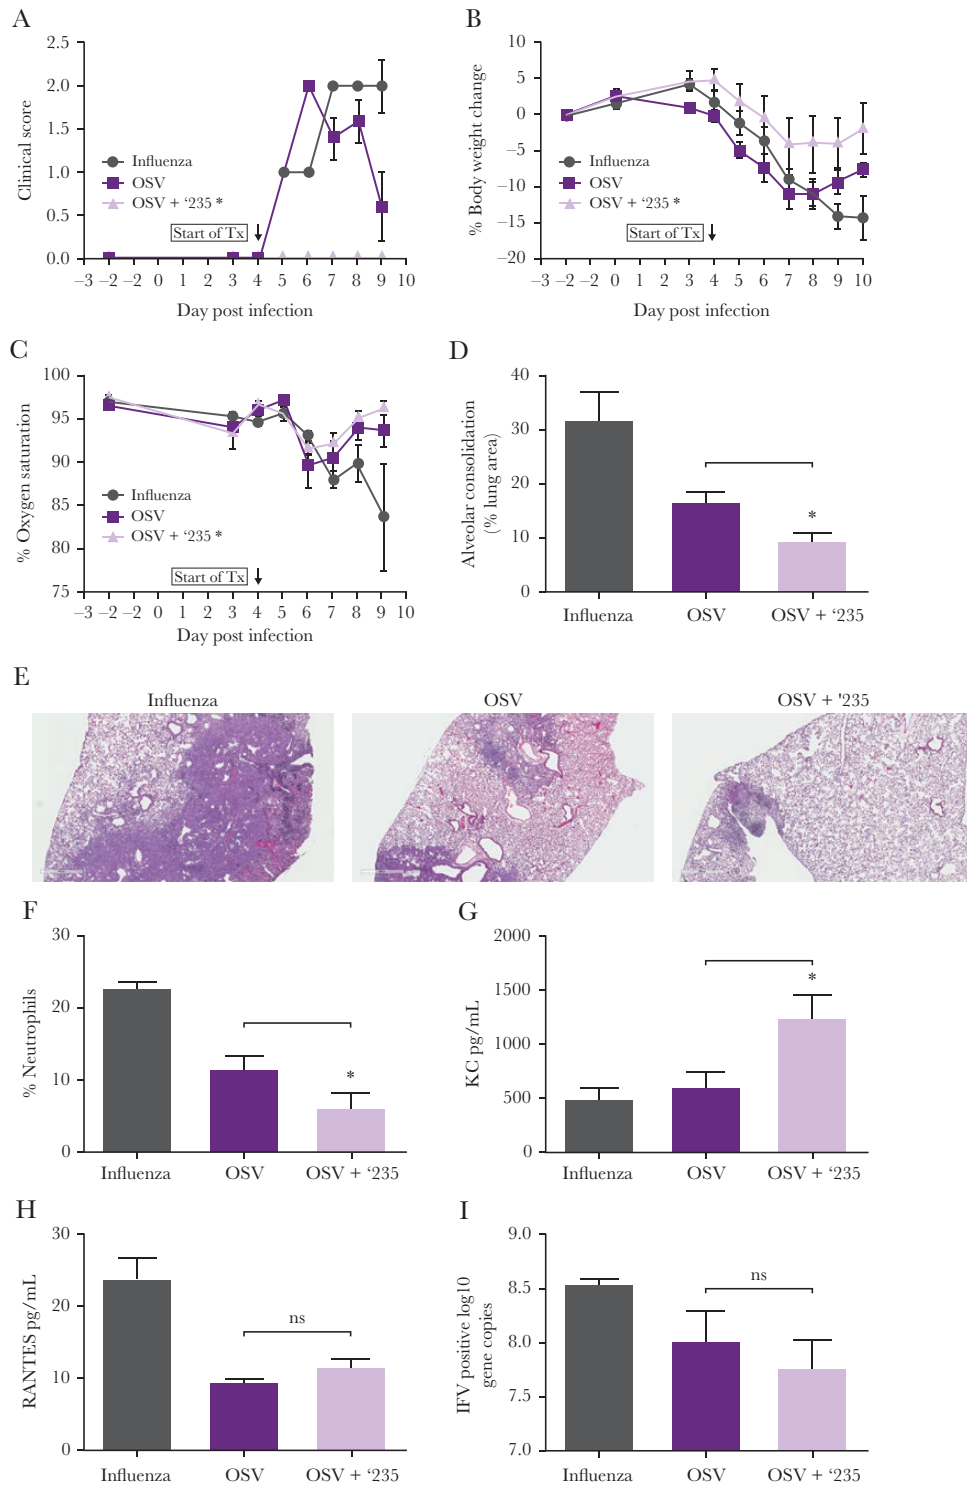 A
Clinical score
2.5
2.0
1.5
1.0
0.5
0.0
Influenza
OSV
OSV + ‘235 *
Start of Tx
–3 –2 –2 0 1 2 3 4 5 6 7 8 9 10
Day post infection
B
% Body weight change
10
5
0
–5
–10
–15
–20
Influenza
OSV
OSV + ‘235 *
Start of Tx
–3 –2 –2 0 1 2 3 4 5 6 7 8 9 10
Day post infection
C
% Oxygen saturation
100
95
90
85
80
75
Influenza
OSV
OSV + ‘235 *
Start of Tx
–3 –2 –2 0 1 2 3 4 5 6 7 8 9 10
Day post infection
D
Alveolar consolidation
(% lung area)
40
30
20
10
0
*
Influenza OSV OSV + ‘235
E
Influenza OSV OSV + '235
F
% Neutrophils
30
20
10
0
*
Influenza OSV OSV + ‘235
G
KC pg/mL
2000
1500
1000
500
0
*
Influenza OSV OSV + ‘235
H
RANTES pg/mL
30
20
10
0
ns
Influenza OSV OSV + ‘235
I
IFV positive log10
gene copies
9.0
8.5
8.0
7.5
7.0
ns
Influenza OSV OSV + ‘235